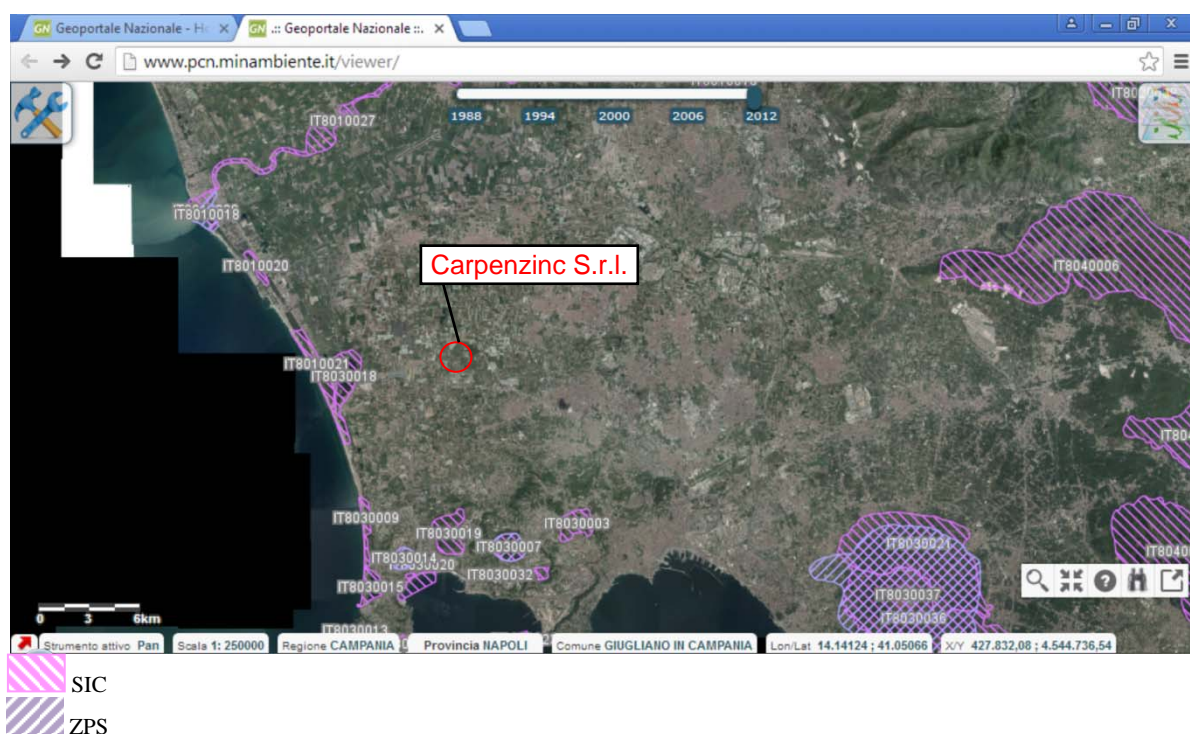 Geoportale Nazionale - H
.:: Geoportale Nazionale ::.
www.pcn.minambiente.it/viewer/
1988 1994 2000 2006 2012
IT8010027
IT8010018
IT8010020
Carpenzinc S.r.l.
IT8040006
IT8010021
IT8030018
IT804
IT8030009
IT8030019
IT8030003
IT8030007
IT8030021
IT8030014
IT8030032
IT8030015
IT8030037
IT8030036
IT8030013
0 3 6km
Strumento attivo Pan
Scala 1: 250000
Regione CAMPANIA
Provincia NAPOLI
Comune GIUGLIANO IN CAMPANIA
Lon/Lat 14.14124 ; 41.05066
X/Y 427.832,08 ; 4.544.736,54
SIC
ZPS